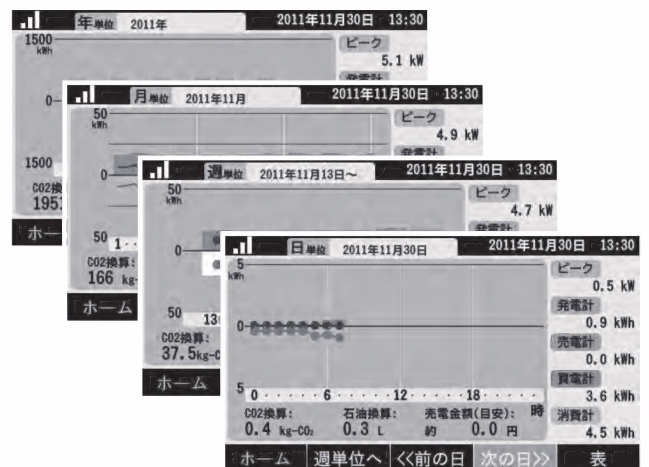 年単位 2011年 2011年11月30日 13:30
1500
kWh
ピーク
5.1 kW
0
1500
ホー
月単位 2011年11月 2011年11月30日 13:30
50
kWh
ピーク
4.9 kW
0
50 1
CO2換算:
166 kg-
ホーム
週単位 2011年11月13日~ 2011年11月30日 13:30
50
kWh
ピーク
4.7 kW
0
50 13
CO2換算:
37.5kg-C
ホーム
日単位 2011年11月30日 2011年11月30日 13:30
5
kWh
ピーク
0.5 kW
発電計
0.9 kWh
0
売電計
0.0 kWh
買電計
3.6 kWh
5 0 6 12 18 時
消費計
4.5 kWh
CO2換算: 石油換算: 売電金額(目安):
0.4 kg-CO₂ 0.3 L 約 0.0 円
ホーム 週単位へ <<前の日 次の日>> 表